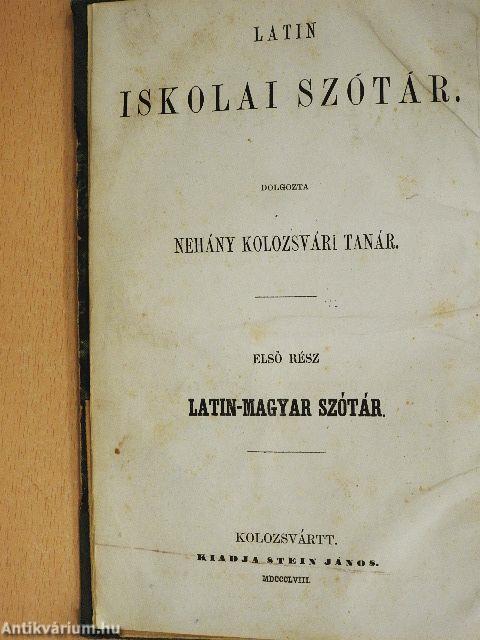 LATIN
ISKOLAI SZÓTÁR.
DOLGOZTA
NEHÁNY KOLOZSVÁRI TANÁR.
ELSŐ RÉSZ
LATIN-MAGYAR SZÓTÁR.
KOLOZSVÁRTT.
KIADJA STEIN JÁNOS.
MDCCCLVIII.
Antikvárium.hu